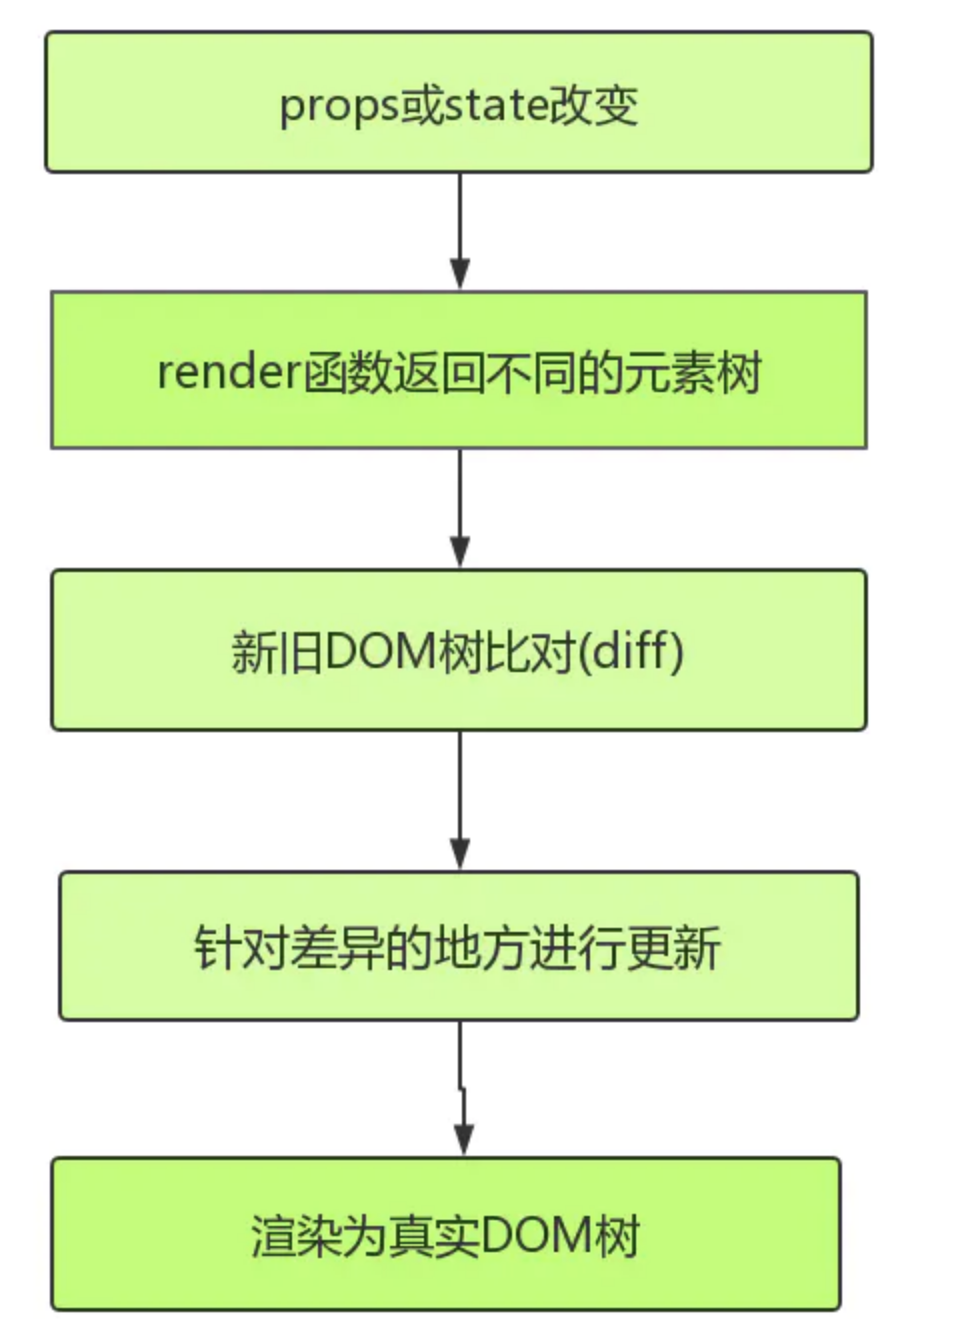 props或state改变
render函数返回不同的元素树
新旧DOM树比对(diff)
针对差异的地方进行更新
渲染为真实DOM树